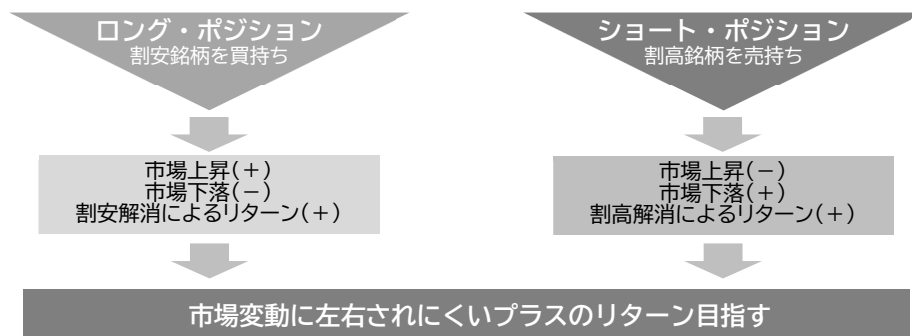 ロング・ポジション
割安銘柄を買持ち
市場上昇(+)
市場下落(-)
割安解消によるリターン(+)
ショート・ポジション
割高銘柄を売持ち
市場上昇(-)
市場下落(+)
割高解消によるリターン(+)
市場変動に左右されにくいプラスのリターン目指す